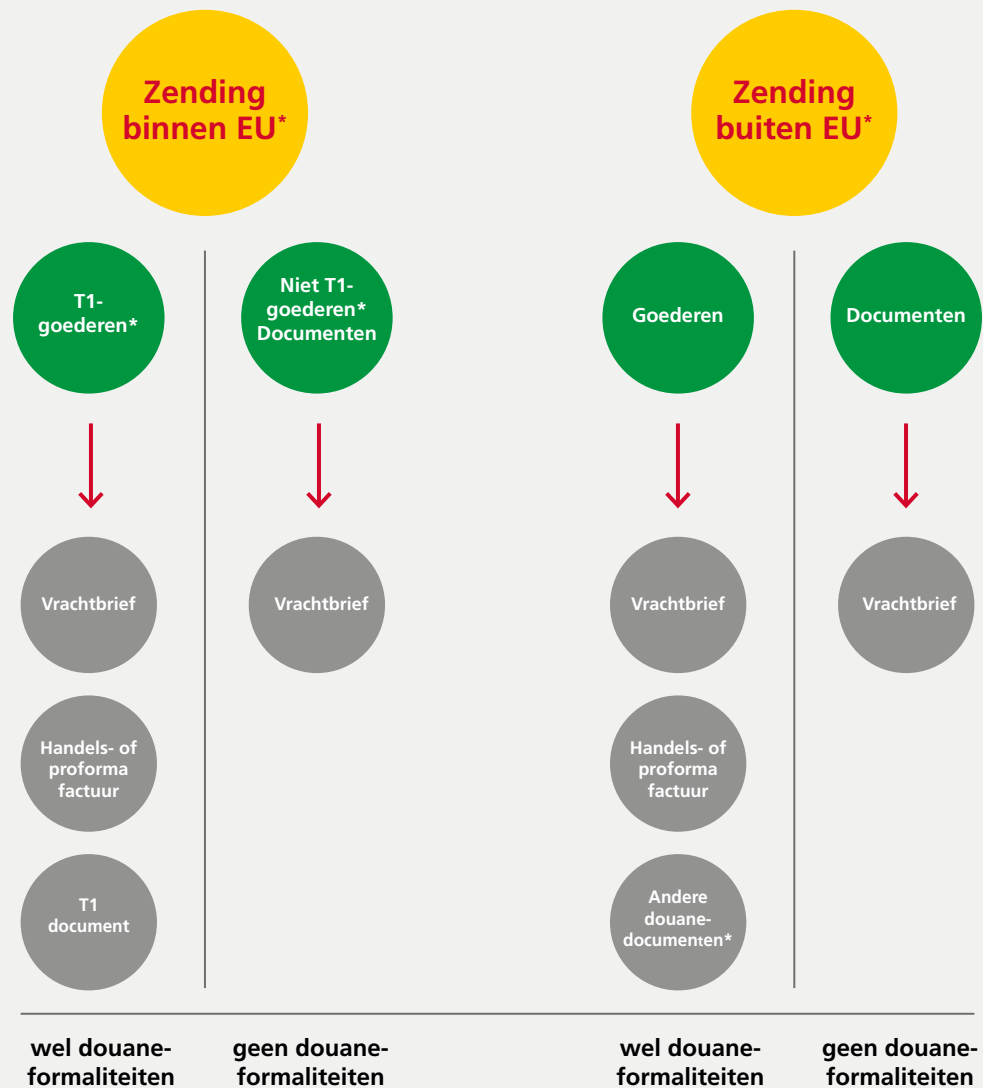 Zending
binnen EU*
Zending
buiten EU*
T1-
goederen*
Niet T1-
goederen*
Documenten
Goederen
Documenten
Vrachtbrief
Vrachtbrief
Vrachtbrief
Vrachtbrief
Handels- of
proforma
factuur
Handels- of
proforma
factuur
T1
document
Andere
douane-
documenten*
wel douane-
formaliteiten
geen douane-
formaliteiten
wel douane-
formaliteiten
geen douane-
formaliteiten